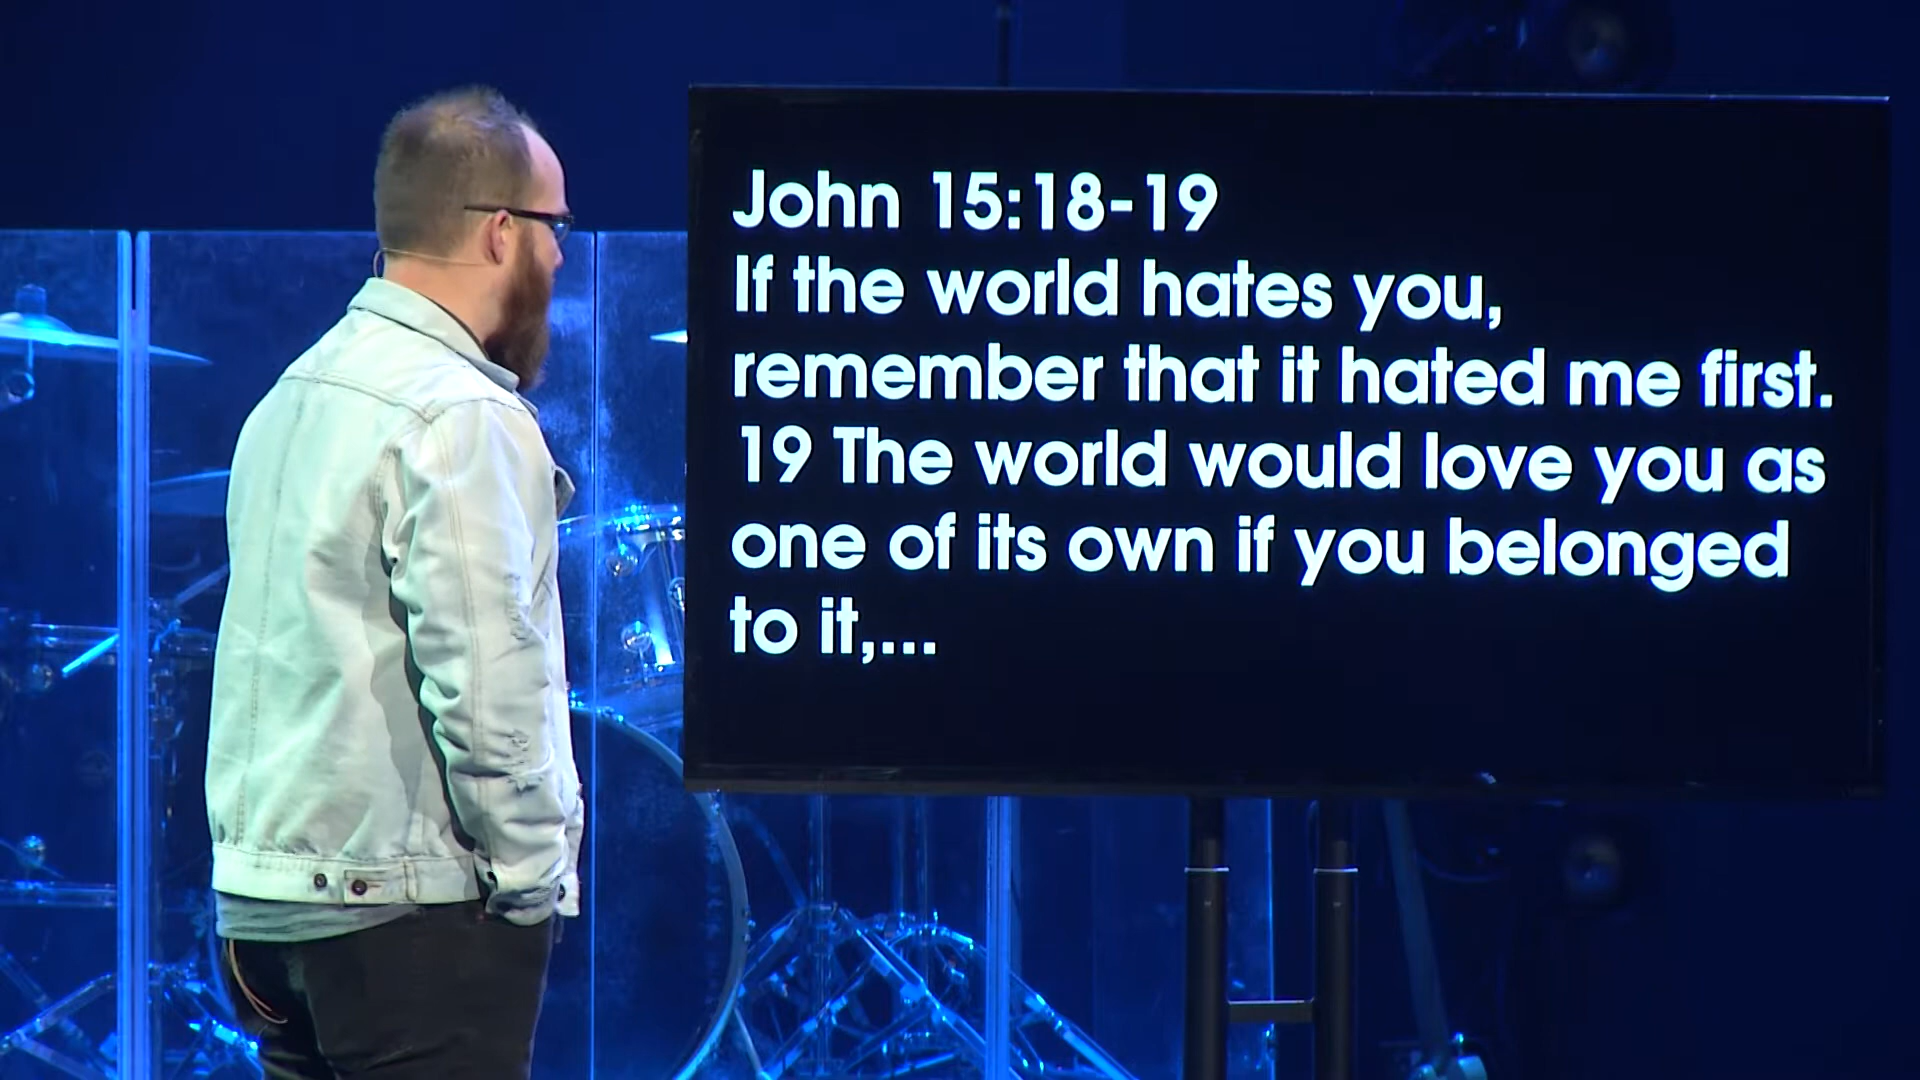 John 15:18-19
If the world hates you,
remember that it hated me first.
19 The world would love you as
one of its own if you belonged
to it,...